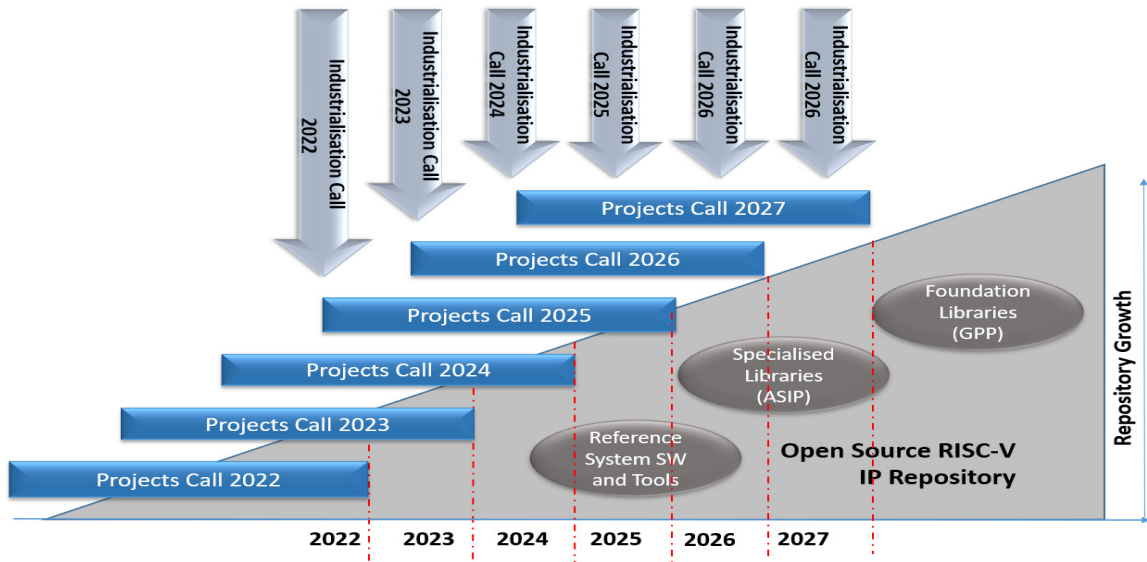 Industrialisation Call
2022
Industrialisation Call
2023
Industrialisation
Call 2024
Industrialisation
Call 2025
Industrialisation
Call 2026
Industrialisation
Call 2026
Projects Call 2027
Projects Call 2026
Projects Call 2025
Projects Call 2024
Projects Call 2023
Projects Call 2022
Foundation
Libraries
(GPP)
Specialised
Libraries
(ASIP)
Reference
System SW
and Tools
Open Source RISC-V
IP Repository
Repository Growth
2022
2023
2024
2025
2026
2027